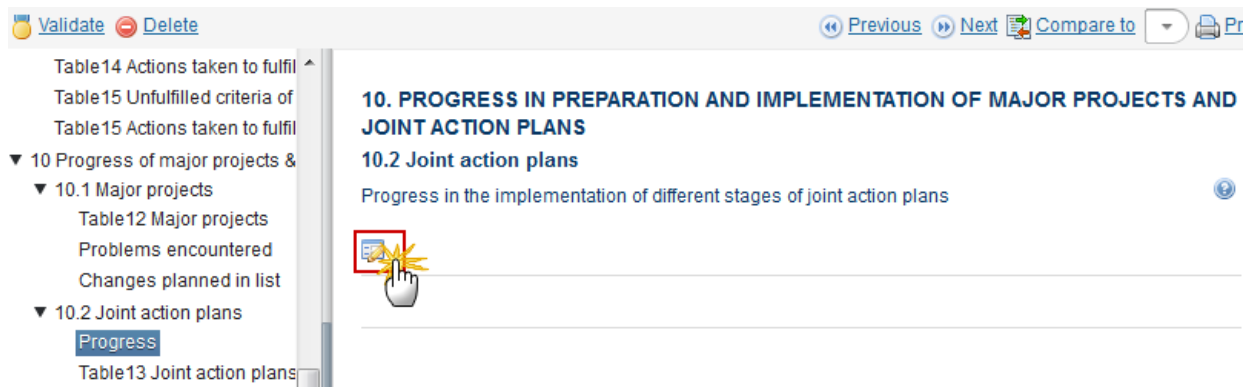 Validate Delete Previous Next Compare to Pr
Table14 Actions taken to fulfil
Table15 Unfulfilled criteria of
Table15 Actions taken to fulfil
▼ 10 Progress of major projects &
▼ 10.1 Major projects
Table12 Major projects
Problems encountered
Changes planned in list
▼ 10.2 Joint action plans
Progress
Table13 Joint action plans
10. PROGRESS IN PREPARATION AND IMPLEMENTATION OF MAJOR PROJECTS AND
JOINT ACTION PLANS
10.2 Joint action plans
Progress in the implementation of different stages of joint action plans